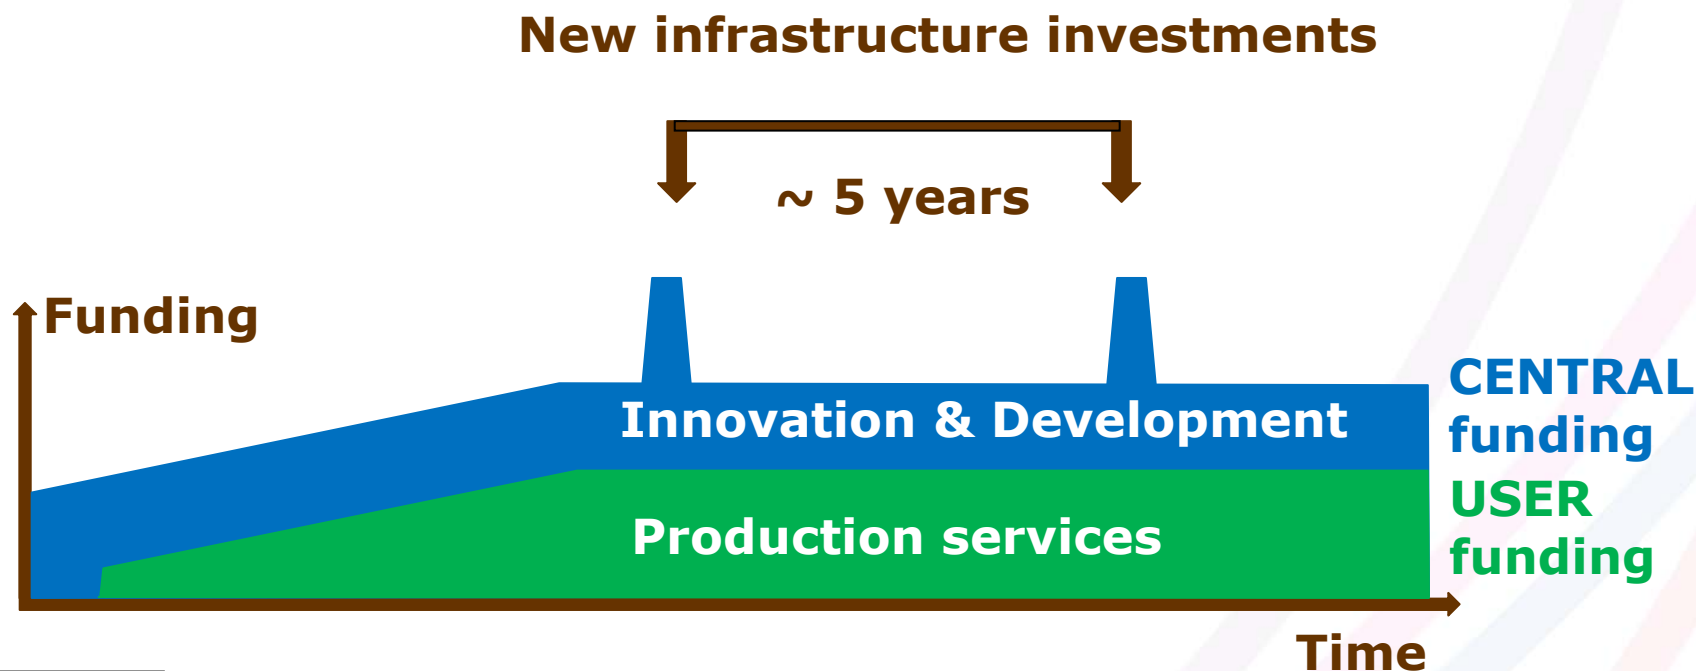 New infrastructure investments
~ 5 years
Funding
CENTRAL
funding
Innovation & Development
USER
funding
Production services
Time